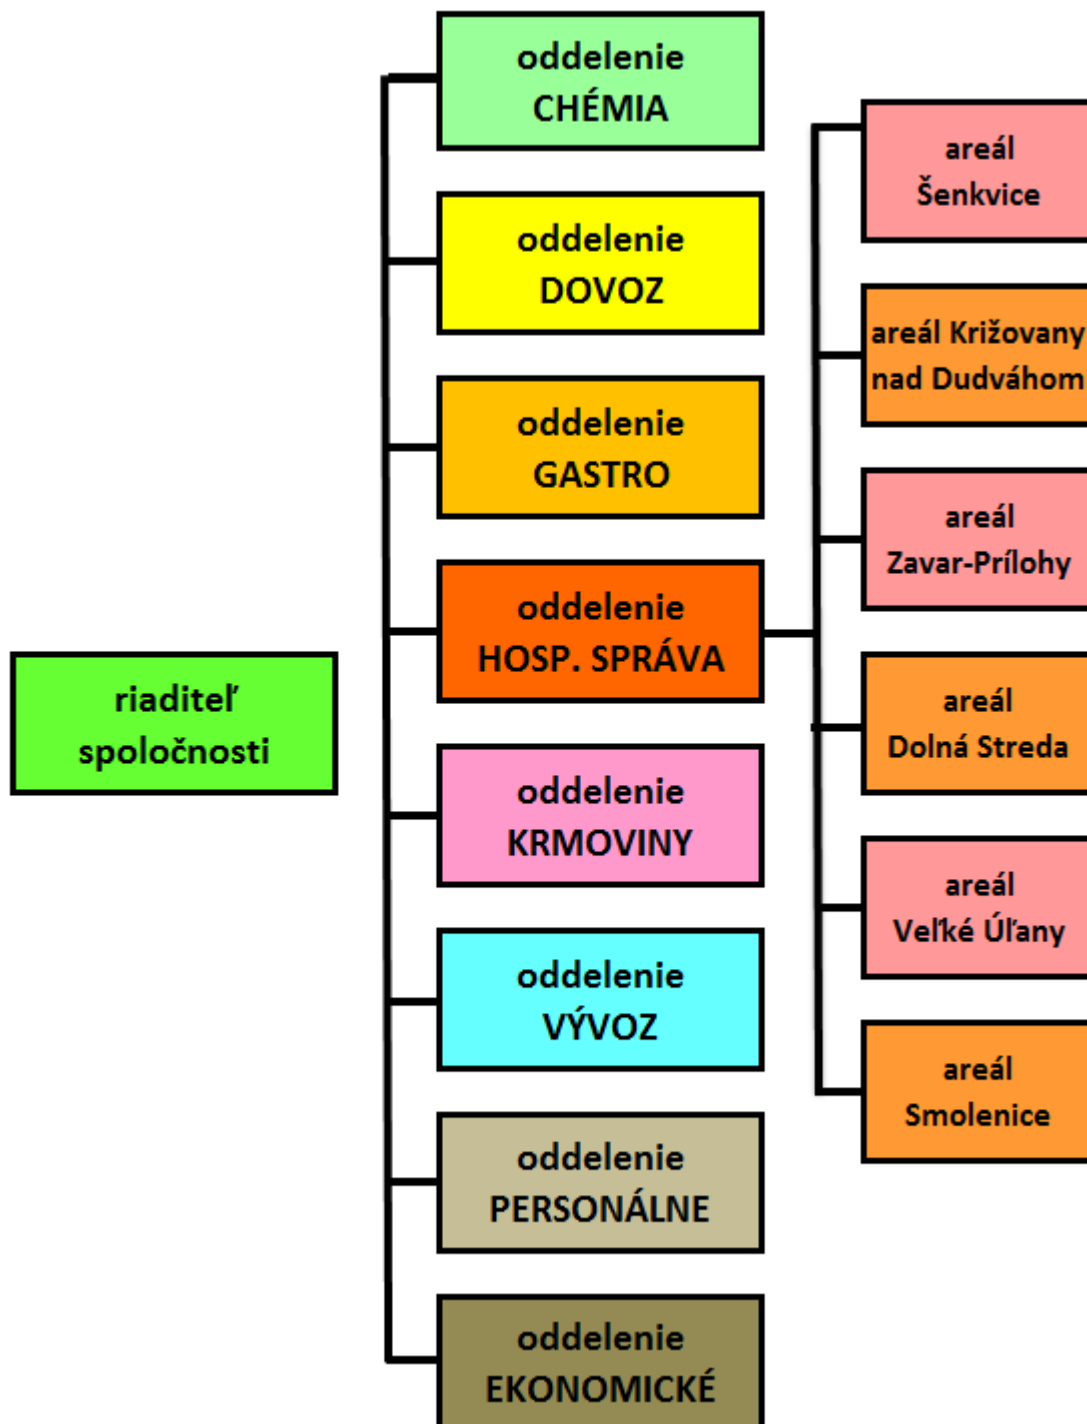 riaditeľ
spoločnosti
oddelenie
CHÉMIA
oddelenie
DOVOZ
oddelenie
GASTRO
oddelenie
HOSP. SPRÁVA
oddelenie
KRMOVINY
oddelenie
VÝVOZ
oddelenie
PERSONÁLNE
oddelenie
EKONOMICKÉ
areál
Šenkvice
areál Križovany
nad Dudváhom
areál
Zavar-Prílohy
areál
Dolná Streda
areál
Veľké Úľany
areál
Smolenice